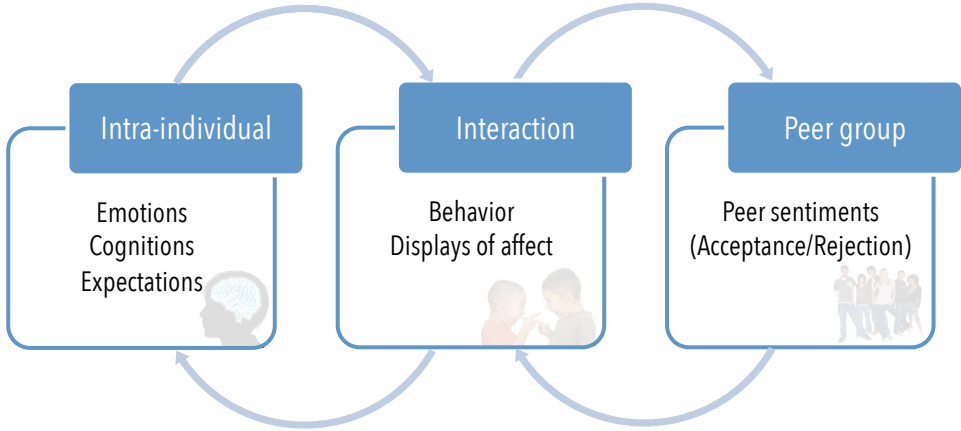 Intra-individual
Emotions
Cognitions
Expectations
Interaction
Behavior
Displays of affect
Peer group
Peer sentiments
(Acceptance/Rejection)